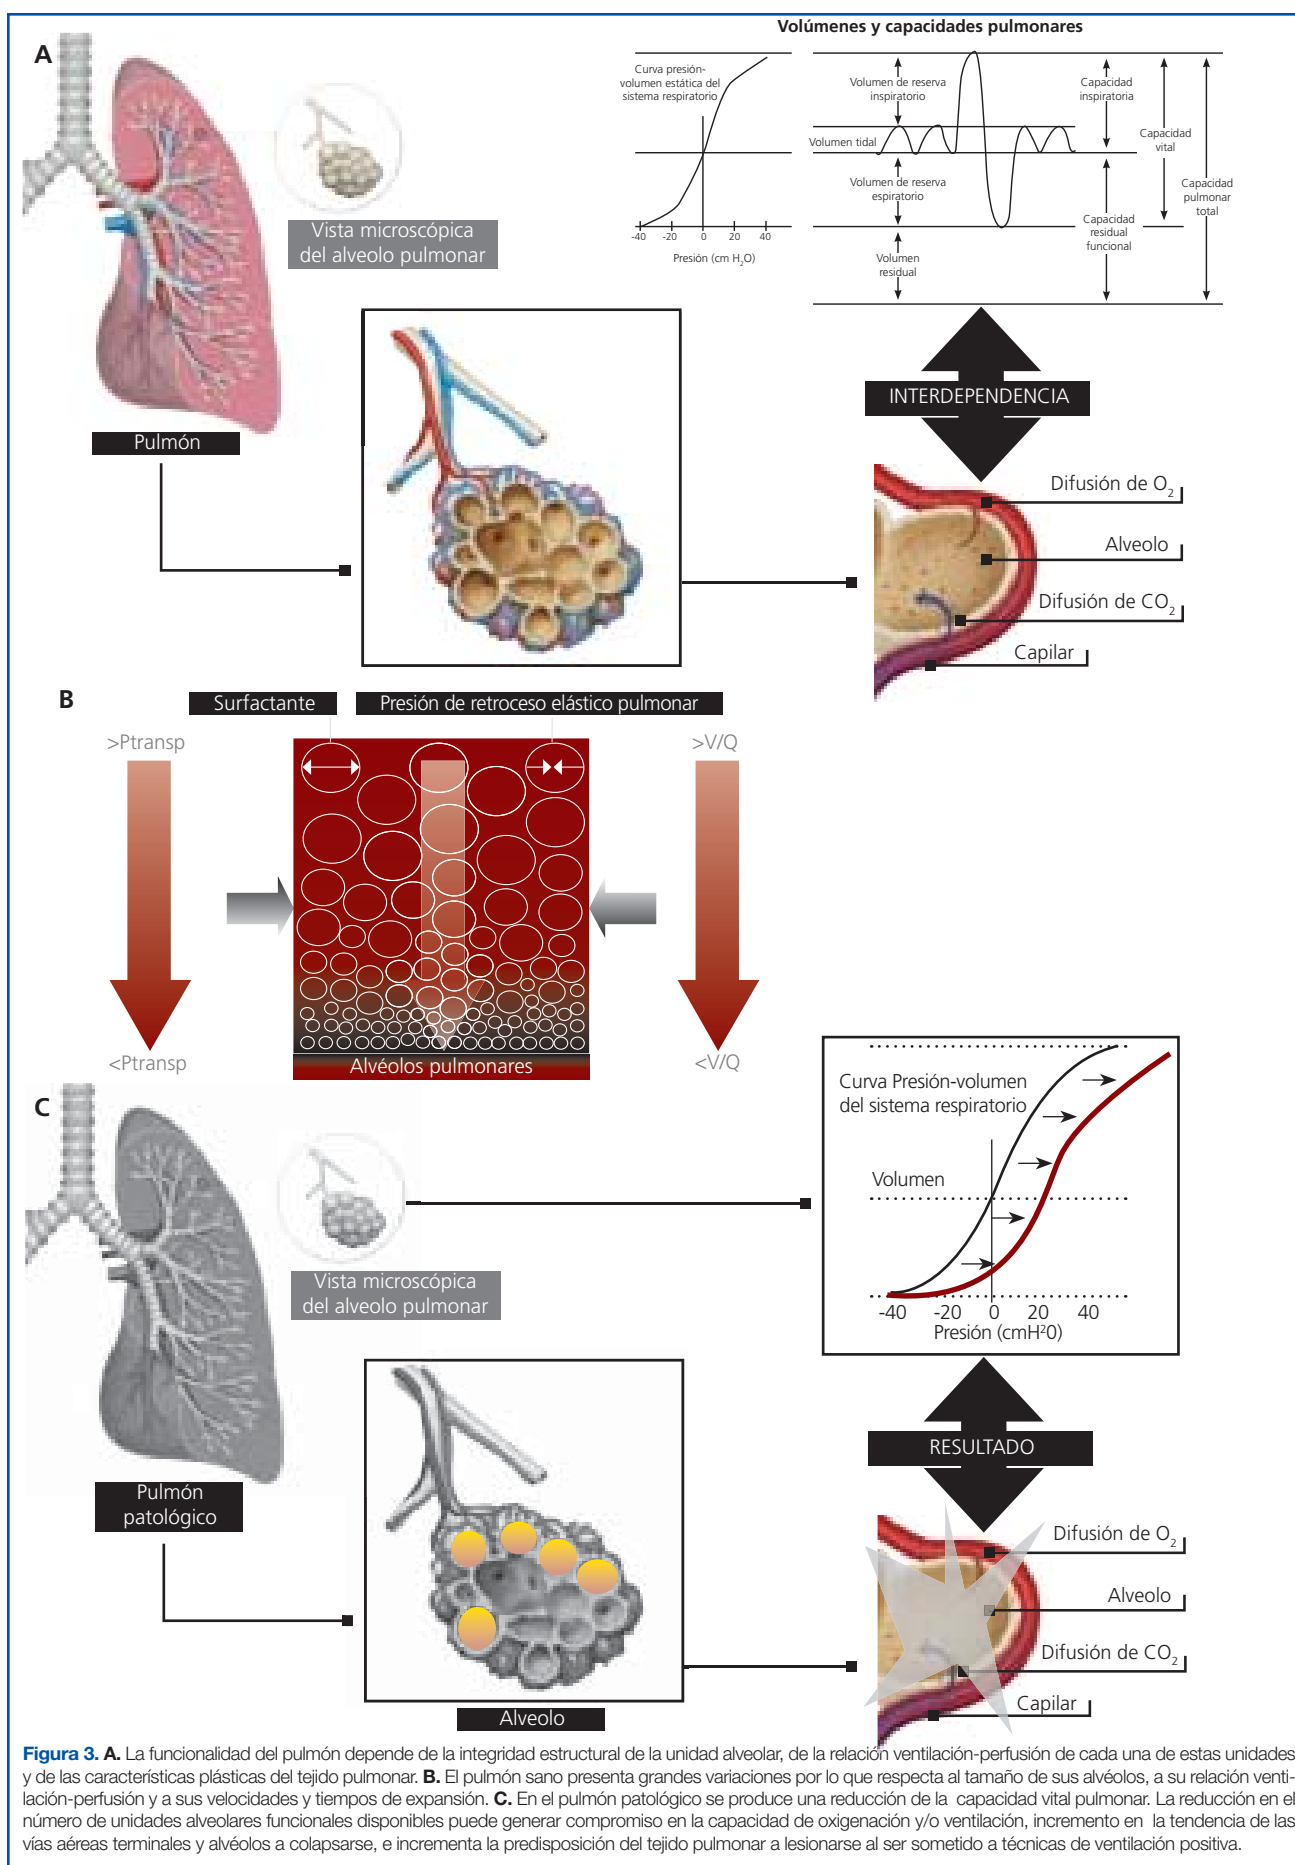 A
Volúmenes y capacidades pulmonares
Curva presión-
volumen estática del
sistema respiratorio
-40
-20
0
20
40
Presión (cm H2O)
Volumen de reserva
inspiratorio
Volumen tidal
Volumen de reserva
espiratorio
Volumen
residual
Capacidad
inspiratoria
Capacidad
vital
Capacidad
residual
funcional
Capacidad
pulmonar
total
Vista microscópica
del alveolo pulmonar
Pulmón
INTERDEPENDENCIA
Difusión de O2
Alveolo
Difusión de CO2
Capilar
B
Surfactante
Presión de retroceso elástico pulmonar
>Ptransp
>V/Q
<Ptransp
Alvéolos pulmonares
<V/Q
C
Curva Presión-volumen
del sistema respiratorio
Volumen
-40
-20
0
20
40
Presión (cmH²0)
Vista microscópica
del alveolo pulmonar
RESULTADO
Pulmón
patológico
Difusión de O2
Alveolo
Difusión de CO2
Capilar
Alveolo
Figura 3. A. La funcionalidad del pulmón depende de la integridad estructural de la unidad alveolar, de la relación ventilación-perfusión de cada una de estas unidades
y de las características plásticas del tejido pulmonar. B. El pulmón sano presenta grandes variaciones por lo que respecta al tamaño de sus alvéolos, a su relación venti-
lación-perfusión y a sus velocidades y tiempos de expansión. C. En el pulmón patológico se produce una reducción de la capacidad vital pulmonar. La reducción en el
número de unidades alveolares funcionales disponibles puede generar compromiso en la capacidad de oxigenación y/o ventilación, incremento en la tendencia de las
vías aéreas terminales y alvéolos a colapsarse, e incrementa la predisposición del tejido pulmonar a lesionarse al ser sometido a técnicas de ventilación positiva.